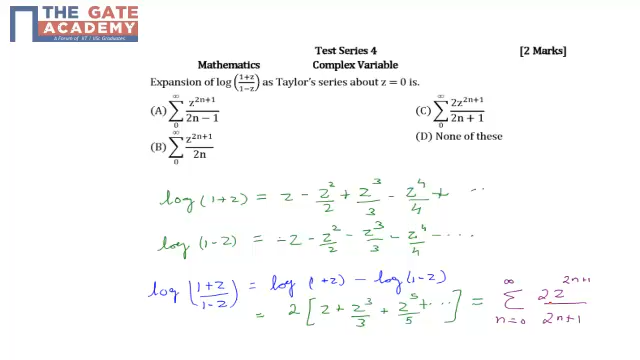 THE GATE
ACADEMY
A Forum of IIT / IISc Graduates
Test Series 4 [2 Marks]
Mathematics Complex Variable
Expansion of log((1+z)/(1−z)) as Taylor's series about z = 0 is.
(A) ∑_0^∞ z^(2n+1)/(2n − 1)
(C) ∑_0^∞ 2z^(2n+1)/(2n + 1)
(B) ∑_0^∞ z^(2n+1)/2n
(D) None of these
log (1+z) = z − z²/2 + z³/3 − z⁴/4 + ...
log (1−z) = −z − z²/2 − z³/3 − z⁴/4 − ...
log ((1+z)/(1−z)) = log (1+z) − log (1−z)
= 2 [z + z³/3 + z⁵/5 + ...] = ∑_(n=0)^∞ 2z^(2n+1)/(2n+1)